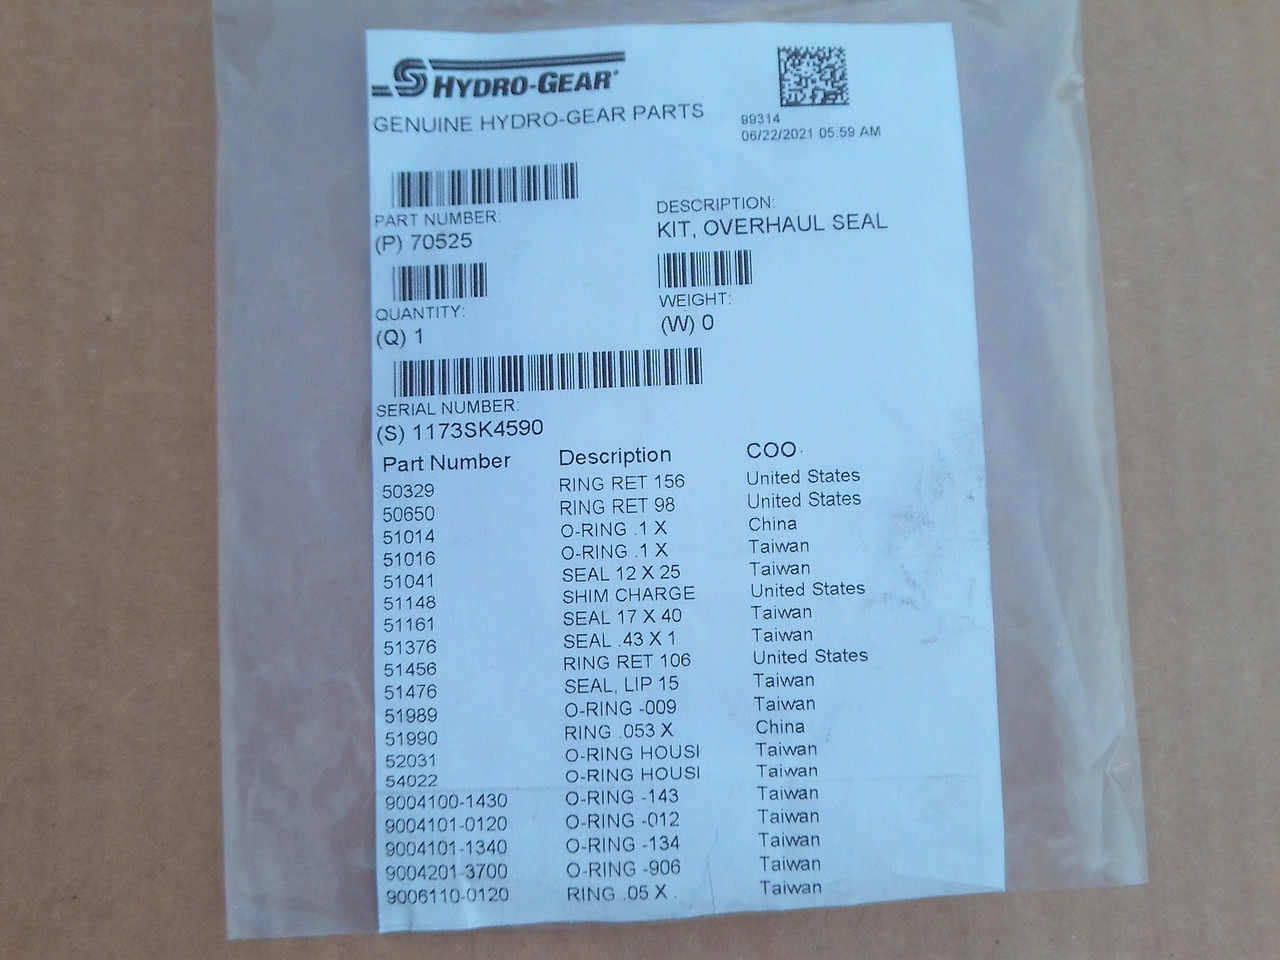 HYDRO-GEAR®
GENUINE HYDRO-GEAR PARTS
99314
06/22/2021 05:59 AM
PART NUMBER:
(P) 70525
DESCRIPTION:
KIT, OVERHAUL SEAL
QUANTITY:
(Q) 1
WEIGHT:
(W) 0
SERIAL NUMBER:
(S) 1173SK4590
Part Number Description COO
50329 RING RET 156 United States
50650 RING RET 98 United States
51014 O-RING .1 X China
51016 O-RING .1 X Taiwan
51041 SEAL 12 X 25 Taiwan
51148 SHIM CHARGE United States
51161 SEAL 17 X 40 Taiwan
51376 SEAL .43 X 1 Taiwan
51456 RING RET 106 United States
51476 SEAL, LIP 15 Taiwan
51989 O-RING -009 Taiwan
51990 RING .053 X China
52031 O-RING HOUSI Taiwan
54022 O-RING HOUSI Taiwan
9004100-1430 O-RING -143 Taiwan
9004101-0120 O-RING -012 Taiwan
9004101-1340 O-RING -134 Taiwan
9004201-3700 O-RING -906 Taiwan
9006110-0120 RING .05 X . Taiwan